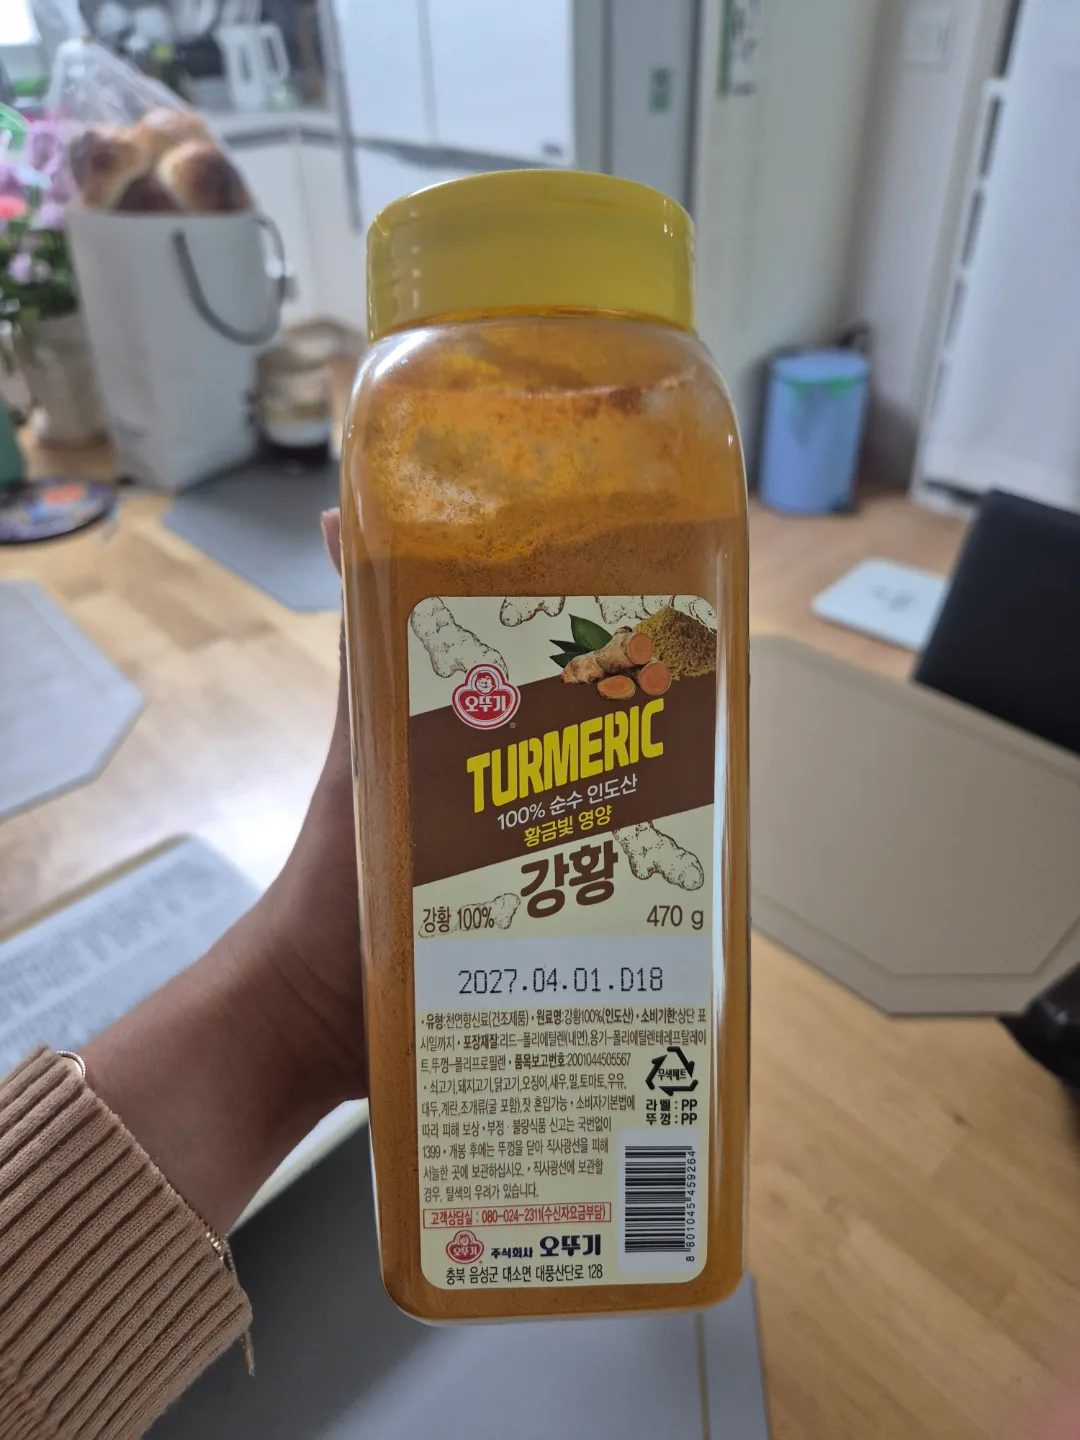 오뚜기
TURMERIC
100% 순수 인도산
황금빛 영양
강황
강황 100%
470 g
2027.04.01.D18
• 유형:천연향신료(건조제품) • 원료명:강황100%(인도산) • 소비기한:상단 표
시일까지 • 포장재질:리드-폴리에틸렌(내면),용기-폴리에틸렌테레프탈레이
트,뚜껑-폴리프로필렌 • 품목보고번호:2001044505567
• 쇠고기,돼지고기,닭고기,오징어,새우,밀,토마토,우유,
대두,계란,조개류(굴 포함),잣 혼입가능 • 소비자기본법에
따라 피해 보상 • 부정·불량식품 신고는 국번없이
1399 • 개봉 후에는 뚜껑을 닫아 직사광선을 피해
서늘한 곳에 보관하십시오. • 직사광선에 보관할
경우, 탈색의 우려가 있습니다.
무색페트
라벨 : PP
뚜껑 : PP
고객상담실 : 080-024-2311(수신자요금부담)
오뚜기 주식회사 오뚜기
충북 음성군 대소면 대풍산단로 128
8 801045 459264